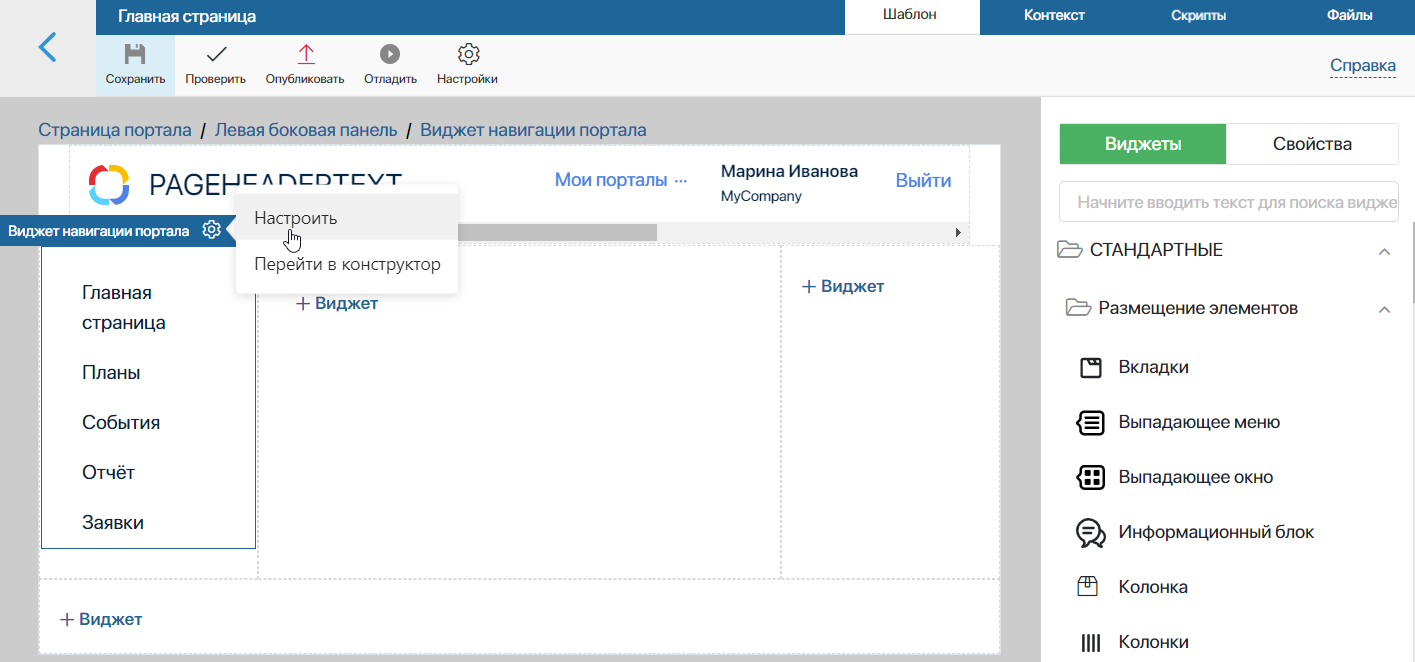 Главная страница
Шаблон
Контекст
Скрипты
Файлы
Сохранить
Проверить
Опубликовать
Отладить
Настройки
Справка
Страница портала / Левая боковая панель / Виджет навигации портала
PAGEHEADERTEXT
Мои порталы ...
Марина Иванова
MyCompany
Выйти
Виджет навигации портала
Настроить
Перейти в конструктор
Главная
страница
Планы
События
Отчёт
Заявки
+ Виджет
+ Виджет
+ Виджет
Виджеты
Свойства
Начните вводить текст для поиска видже
СТАНДАРТНЫЕ
Размещение элементов
Вкладки
Выпадающее меню
Выпадающее окно
Информационный блок
Колонка
Колонки